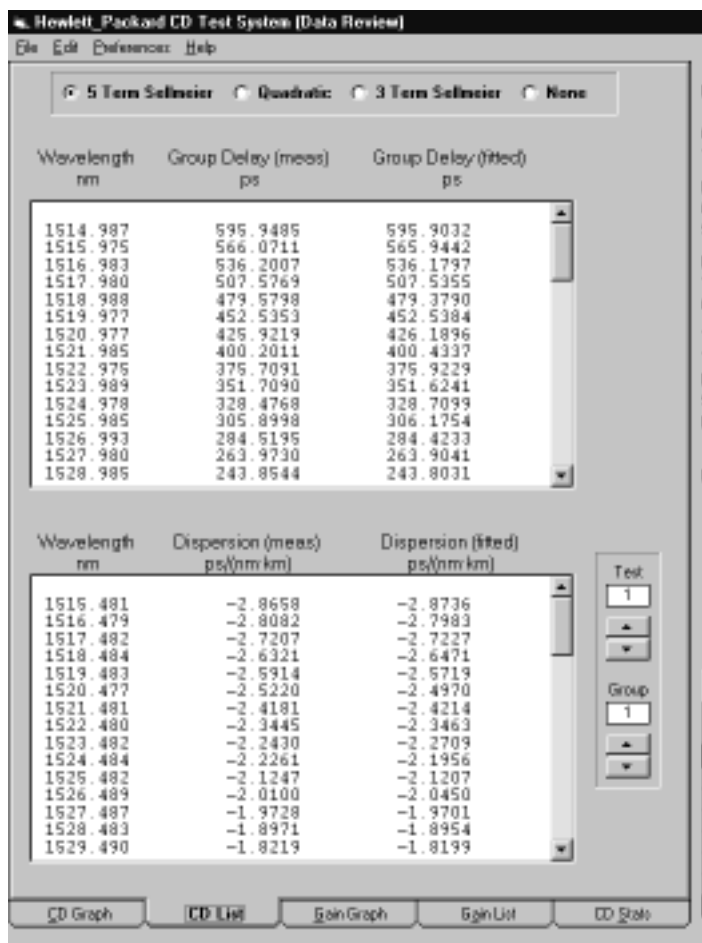 Hewlett_Packard CD Test System (Data Review)
File Edit Preferences Help
5 Term Sellmeier Quadratic 3 Term Sellmeier None
Wavelength Group Delay (meas) Group Delay (fitted)
nm ps ps
1514.987 595.9485 595.9032
1515.975 566.0711 565.9442
1516.983 536.2007 536.1797
1517.980 507.5769 507.5355
1518.988 479.5798 479.3790
1519.977 452.5353 452.5384
1520.977 425.9219 426.1896
1521.985 400.2011 400.4337
1522.975 375.7091 375.9229
1523.989 351.7090 351.6241
1524.978 328.4768 328.7099
1525.985 305.8998 306.1754
1526.993 284.5195 284.4233
1527.980 263.9730 263.9041
1528.985 243.8544 243.8031
Wavelength Dispersion (meas) Dispersion (fitted)
nm ps/(nm·km) ps/(nm·km)
1515.481 -2.8658 -2.8736
1516.479 -2.8082 -2.7983
1517.482 -2.7207 -2.7227
1518.484 -2.6321 -2.6471
1519.483 -2.5914 -2.5719
1520.477 -2.5220 -2.4970
1521.481 -2.4181 -2.4214
1522.480 -2.3445 -2.3463
1523.482 -2.2430 -2.2709
1524.484 -2.2261 -2.1956
1525.482 -2.1247 -2.1207
1526.489 -2.0100 -2.0450
1527.487 -1.9728 -1.9701
1528.483 -1.8971 -1.8954
1529.490 -1.8219 -1.8199
Test
1
Group
1
CD Graph CD List Gain Graph Gain List CD Stats